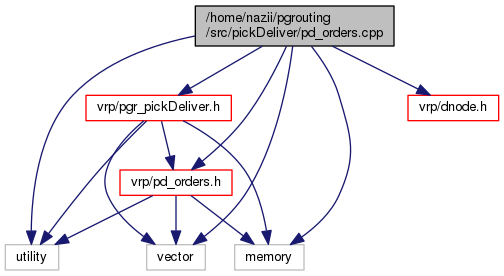 /home/nazii/pgrouting
/src/pickDeliver/pd_orders.cpp
vrp/pgr_pickDeliver.h
vrp/dnode.h
vrp/pd_orders.h
utility
vector
memory